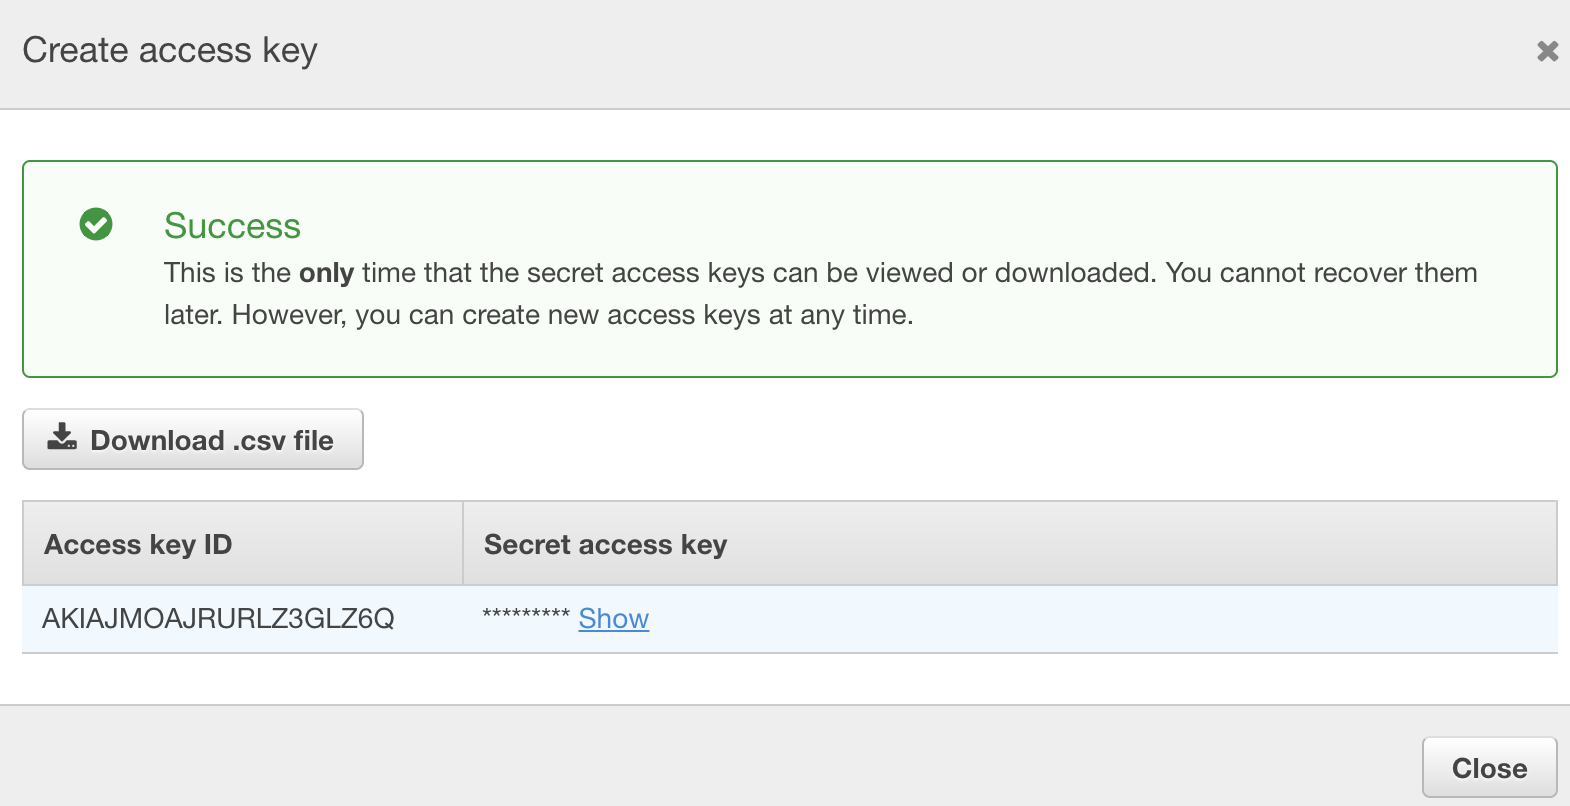 Create access key
Success
This is the only time that the secret access keys can be viewed or downloaded. You cannot recover them
later. However, you can create new access keys at any time.
Download .csv file
Access key ID Secret access key
AKIAJMOAJRURLZ3GLZ6Q ********* Show
Close